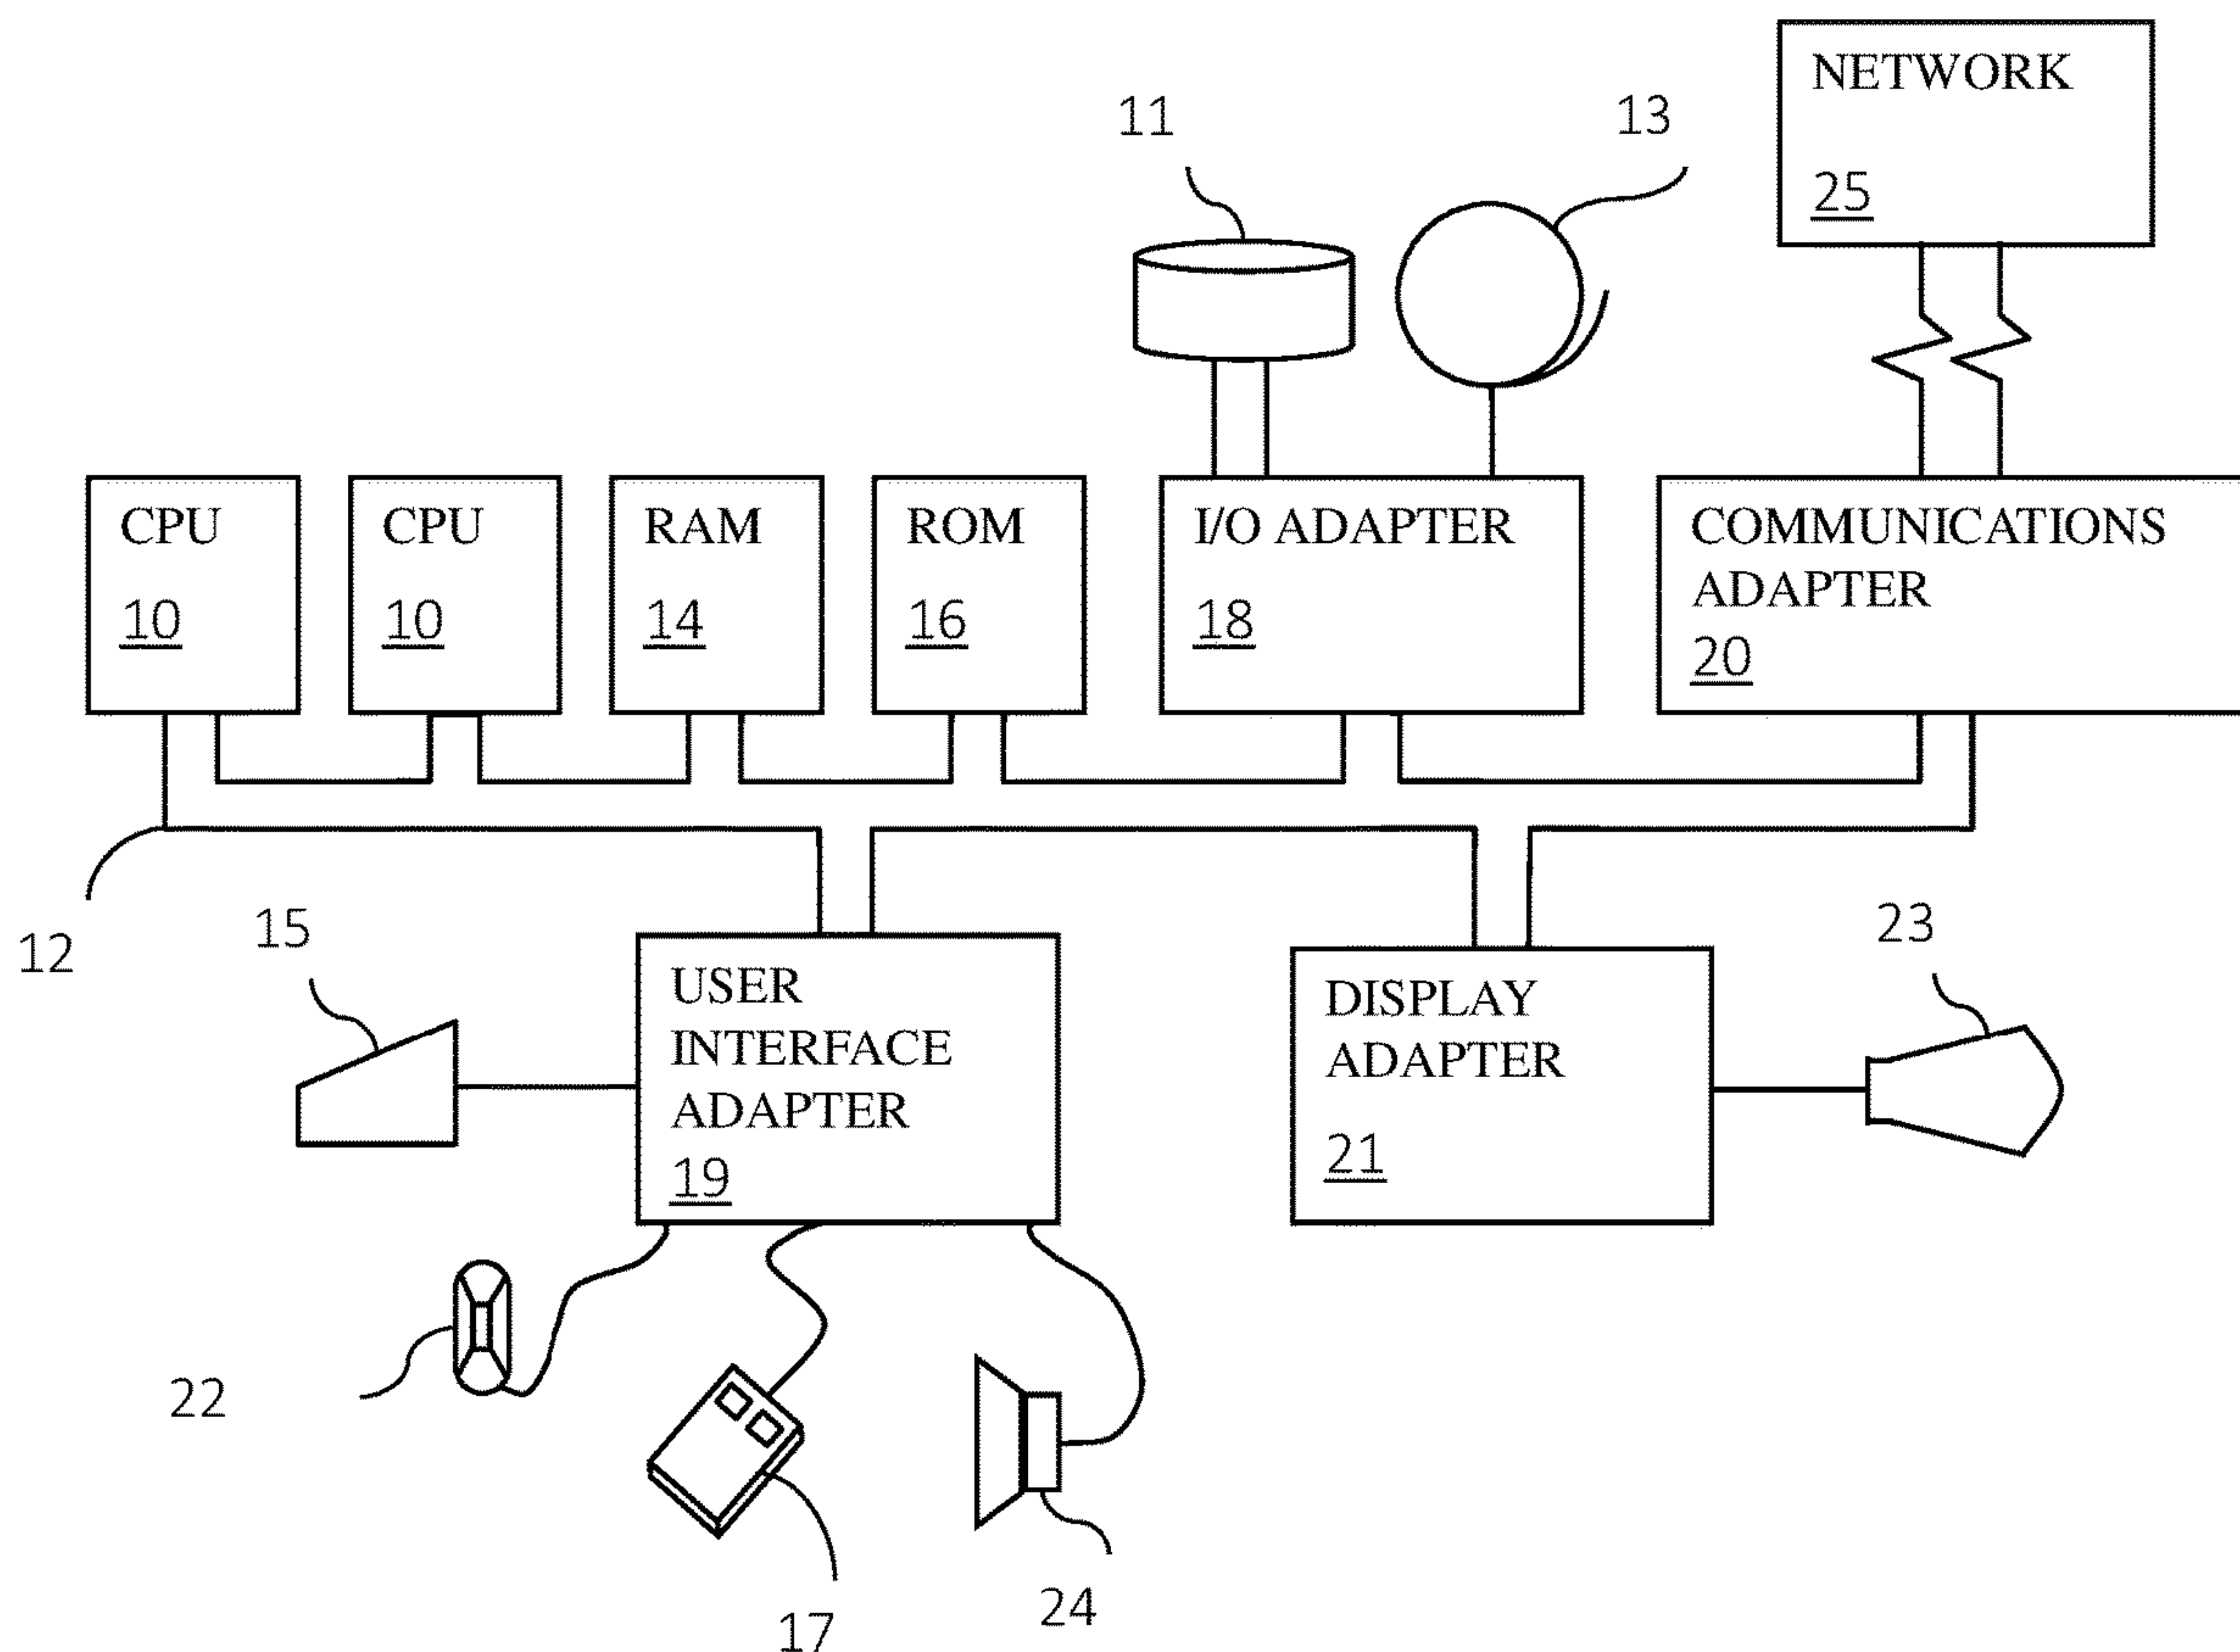 NETWORK
25
11
13
CPU
10
CPU
10
RAM
14
ROM
16
I/O ADAPTER
18
COMMUNICATIONS
ADAPTER
20
12
15
USER
INTERFACE
ADAPTER
19
DISPLAY
ADAPTER
21
23
22
17
24